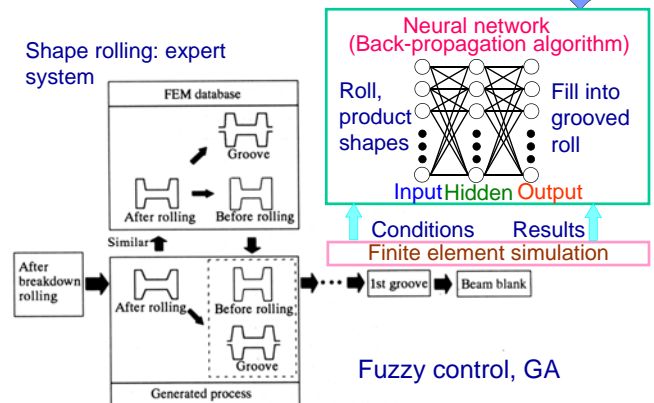 Shape rolling: expert
system
FEM database
Groove
After rolling
Before rolling
Similar
After
breakdown
rolling
After rolling
Before rolling
Groove
Generated process
1st groove
Beam blank
Neural network
(Back-propagation algorithm)
Roll,
product
shapes
Fill into
grooved
roll
Input Hidden Output
Conditions Results
Finite element simulation
Fuzzy control, GA